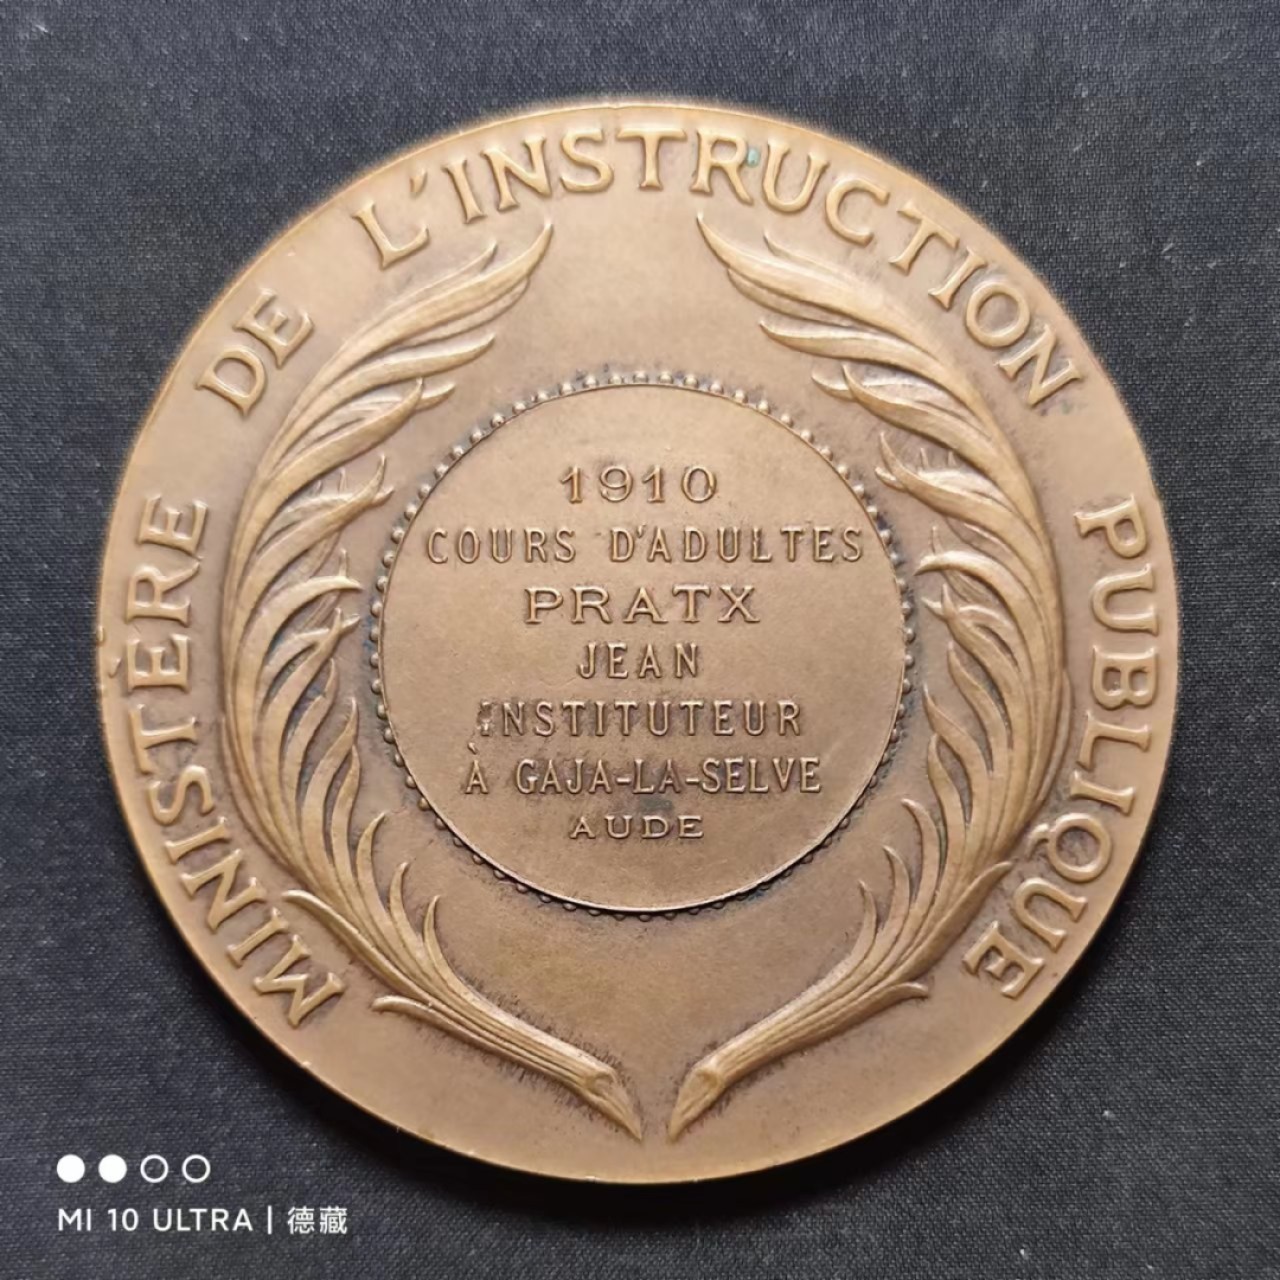 MINISTÈRE DE L'INSTRUCTION PUBLIQUE
1910
COURS D'ADULTES
PRATX
JEAN
INSTITUTEUR
À GAJA-LA-SELVE
AUDE
MI 10 ULTRA | 德藏